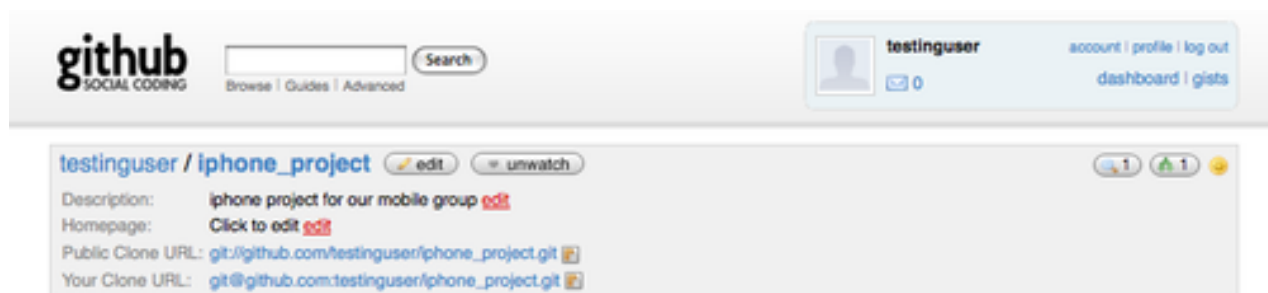 github
SOCIAL CODING
Search
Browse | Guides | Advanced
testinguser
0
account | profile | log out
dashboard | gists
testinguser / iphone_project edit unwatch
1 1
Description: iphone project for our mobile group edit
Homepage: Click to edit edit
Public Clone URL: git://github.com/testinguser/iphone_project.git
Your Clone URL: git@github.com:testinguser/iphone_project.git